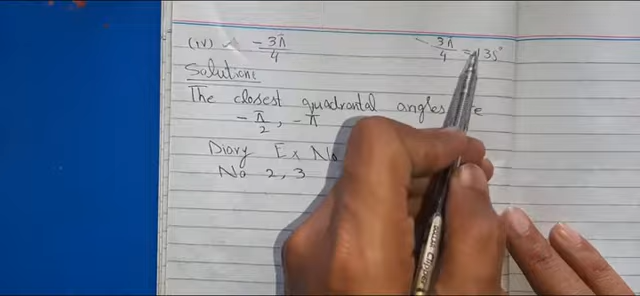 (iv) -3π/4 -3π/4 = 135°
Solution:
The closest quadrantal angles
-π/2, -π
Diary Ex No
No 2, 3